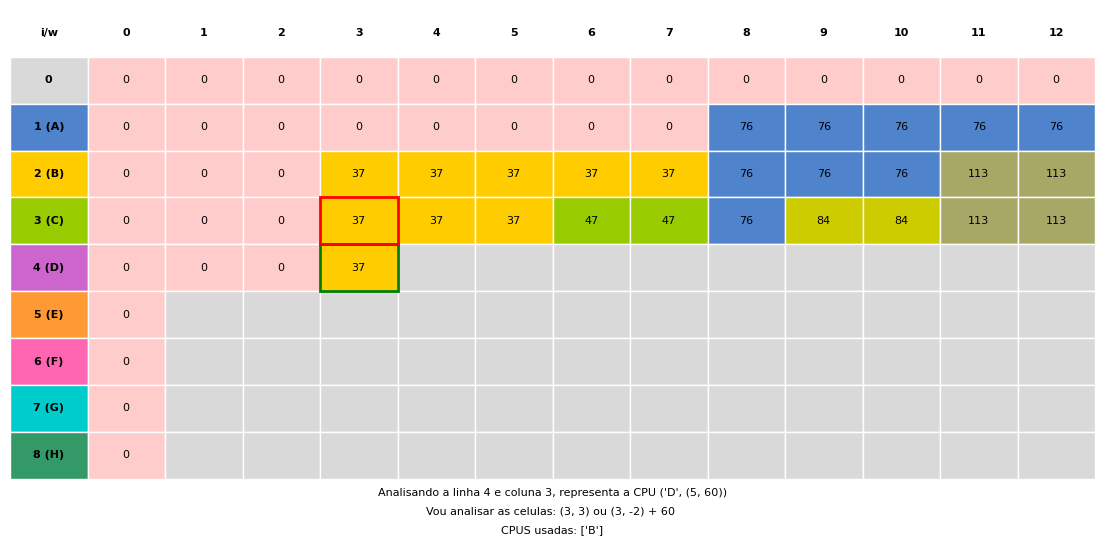 i/w 0 1 2 3 4 5 6 7 8 9 10 11 12
0 0 0 0 0 0 0 0 0 0 0 0 0 0
1 (A) 0 0 0 0 0 0 0 0 76 76 76 76 76
2 (B) 0 0 0 37 37 37 37 37 76 76 76 113 113
3 (C) 0 0 0 37 37 37 47 47 76 84 84 113 113
4 (D) 0 0 0 37
5 (E) 0
6 (F) 0
7 (G) 0
8 (H) 0
Analisando a linha 4 e coluna 3, representa a CPU ('D', (5, 60))
Vou analisar as celulas: (3, 3) ou (3, -2) + 60
CPUS usadas: ['B']